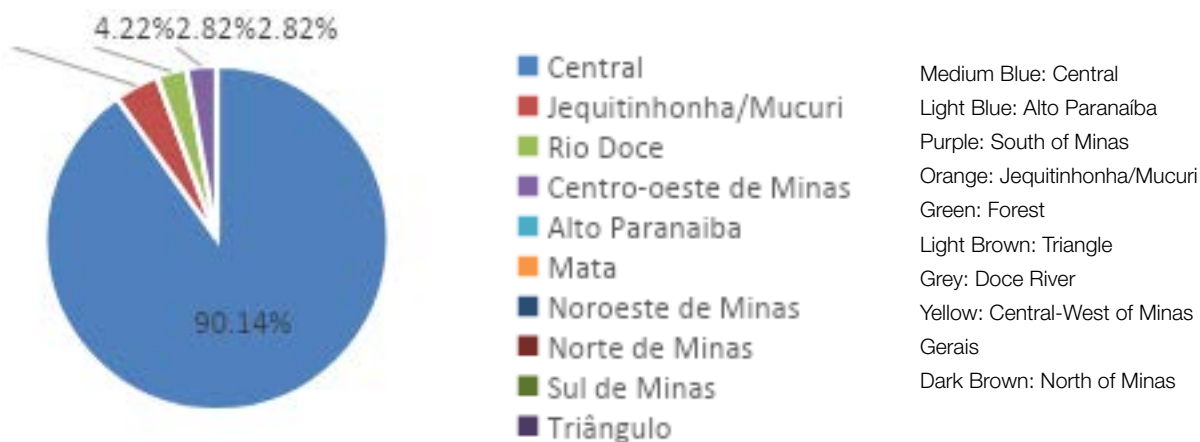 4.22%2.82%2.82%
90.14%
Central
Jequitinhonha/Mucuri
Rio Doce
Centro-oeste de Minas
Alto Paranaiba
Mata
Noroeste de Minas
Norte de Minas
Sul de Minas
Triângulo
Medium Blue: Central
Light Blue: Alto Paranaíba
Purple: South of Minas
Orange: Jequitinhonha/Mucuri
Green: Forest
Light Brown: Triangle
Grey: Doce River
Yellow: Central-West of Minas
Gerais
Dark Brown: North of Minas